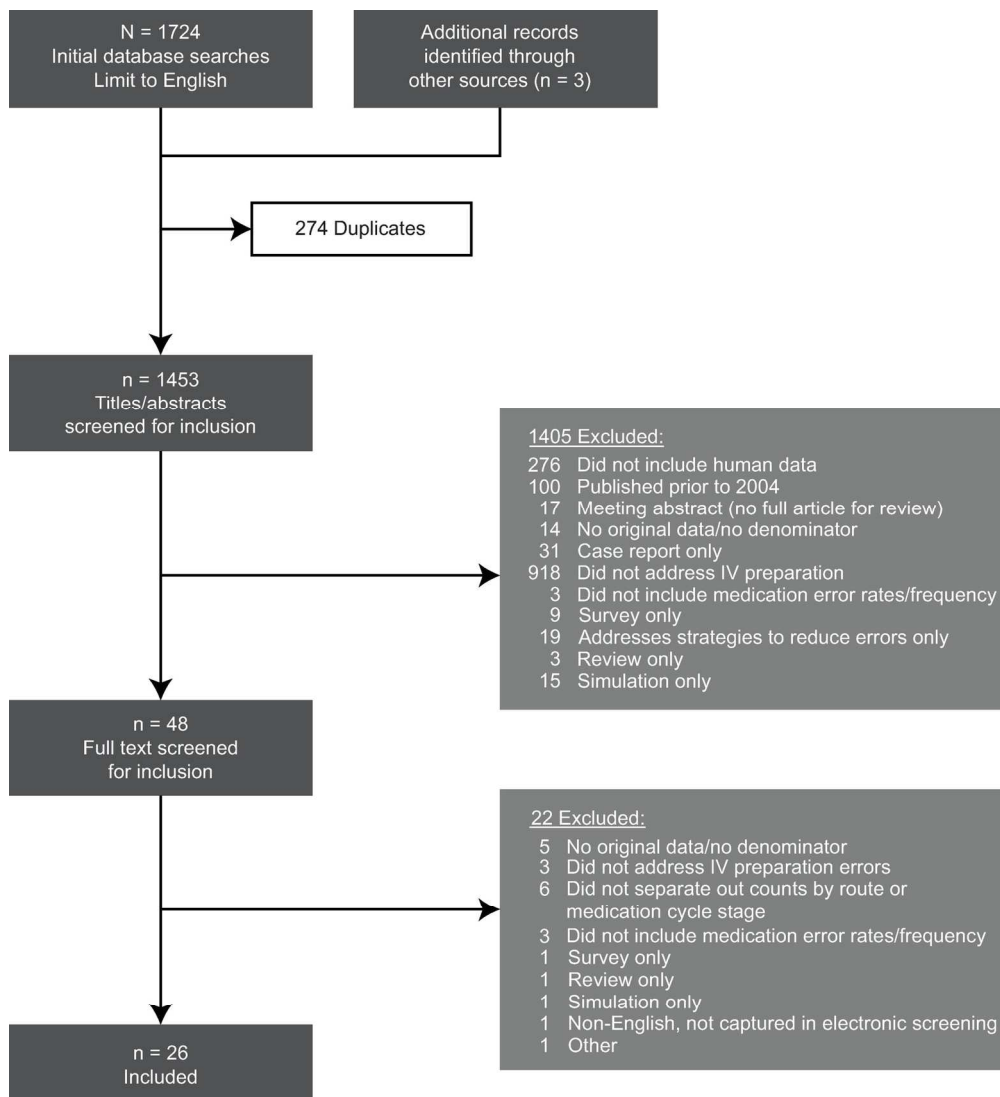 N = 1724
Initial database searches
Limit to English
Additional records
identified through
other sources (n = 3)
274 Duplicates
n = 1453
Titles/abstracts
screened for inclusion
1405 Excluded:
276 Did not include human data
100 Published prior to 2004
17 Meeting abstract (no full article for review)
14 No original data/no denominator
31 Case report only
918 Did not address IV preparation
3 Did not include medication error rates/frequency
9 Survey only
19 Addresses strategies to reduce errors only
3 Review only
15 Simulation only
n = 48
Full text screened
for inclusion
22 Excluded:
5 No original data/no denominator
3 Did not address IV preparation errors
6 Did not separate out counts by route or
medication cycle stage
3 Did not include medication error rates/frequency
1 Survey only
1 Review only
1 Simulation only
1 Non-English, not captured in electronic screening
1 Other
n = 26
Included